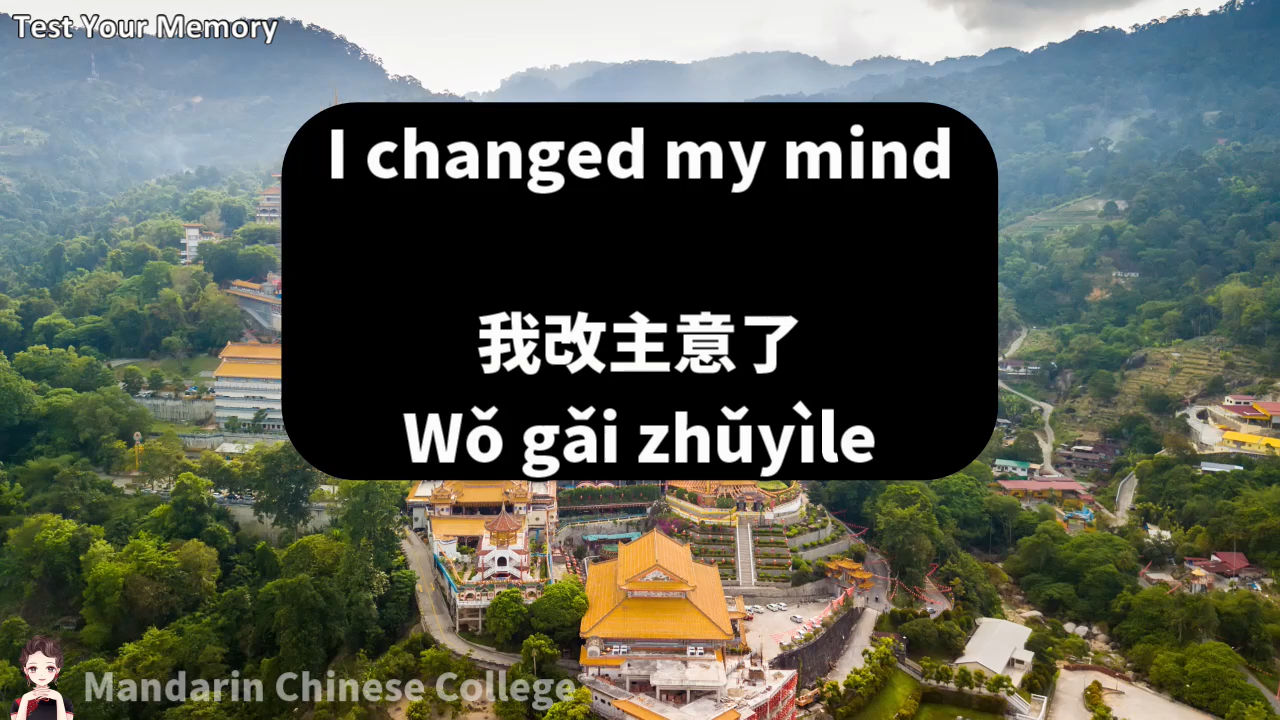 Test Your Memory
I changed my mind
我改主意了
Wǒ gǎi zhǔyìle
Mandarin Chinese College